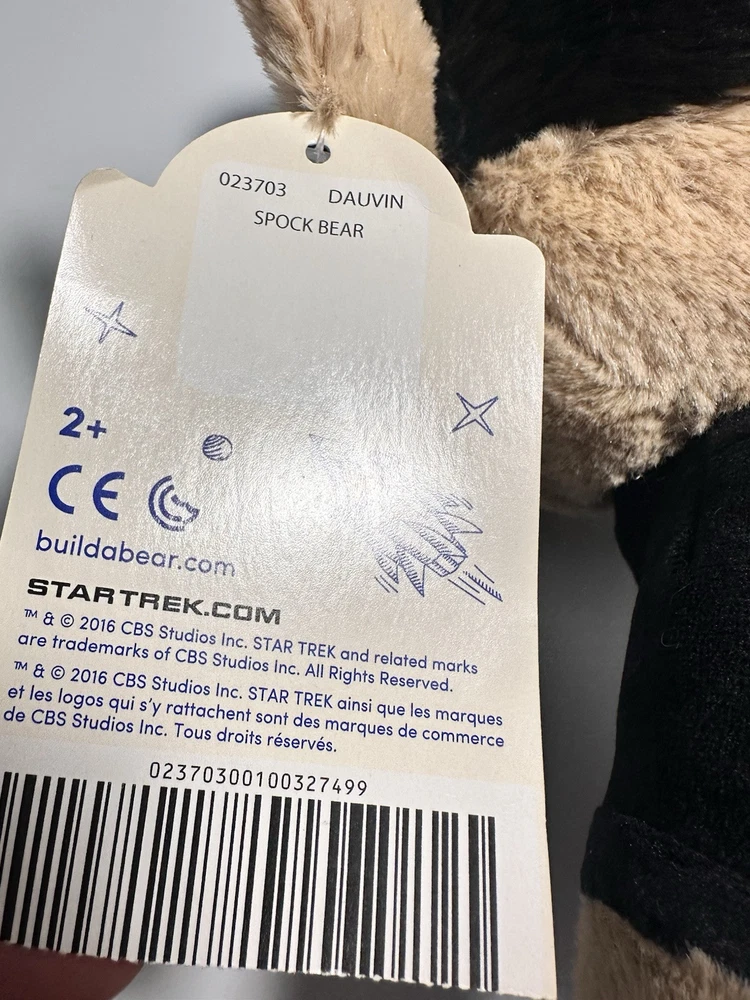 023703 DAUVIN
SPOCK BEAR
2+
CE
buildabear.com
STARTREK.COM
™ & © 2016 CBS Studios Inc. STAR TREK and related marks
are trademarks of CBS Studios Inc. All Rights Reserved.
™ & © 2016 CBS Studios Inc. STAR TREK ainsi que les marques
et les logos qui s’y rattachent sont des marques de commerce
de CBS Studios Inc. Tous droits réservés.
02370300100327499